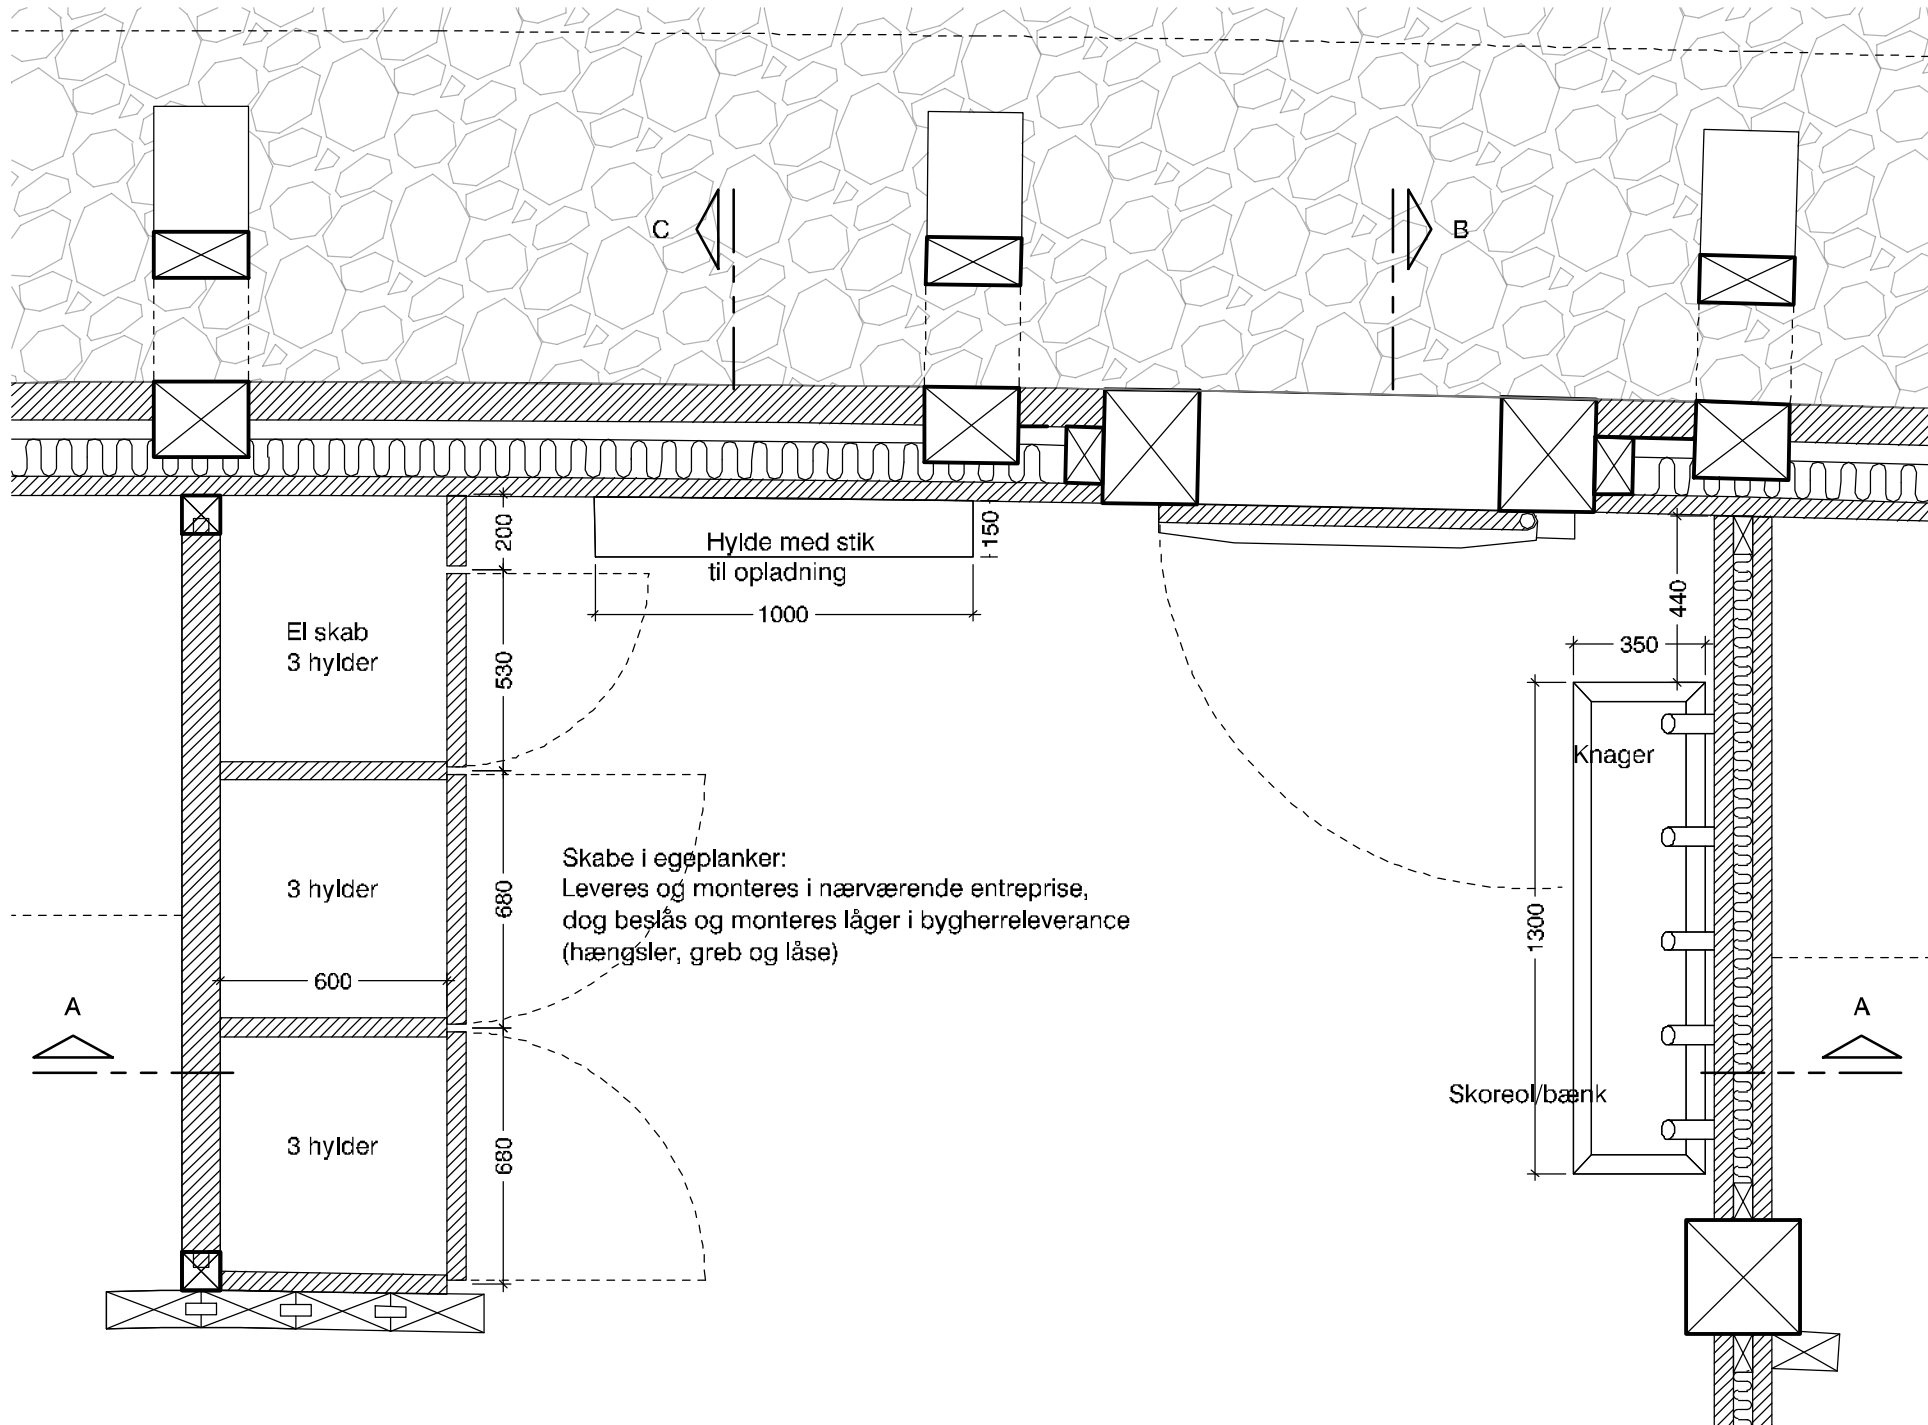 C
B
200
150
Hylde med stik
til opladning
1000
440
El skab
3 hylder
530
350
Knager
3 hylder
680
Skabe i egeplanker:
Leveres og monteres i nærværende entreprise,
dog beslås og monteres låger i bygherreleverance
(hængsler, greb og låse)
1300
600
A
A
Skoreol/bænk
3 hylder
680